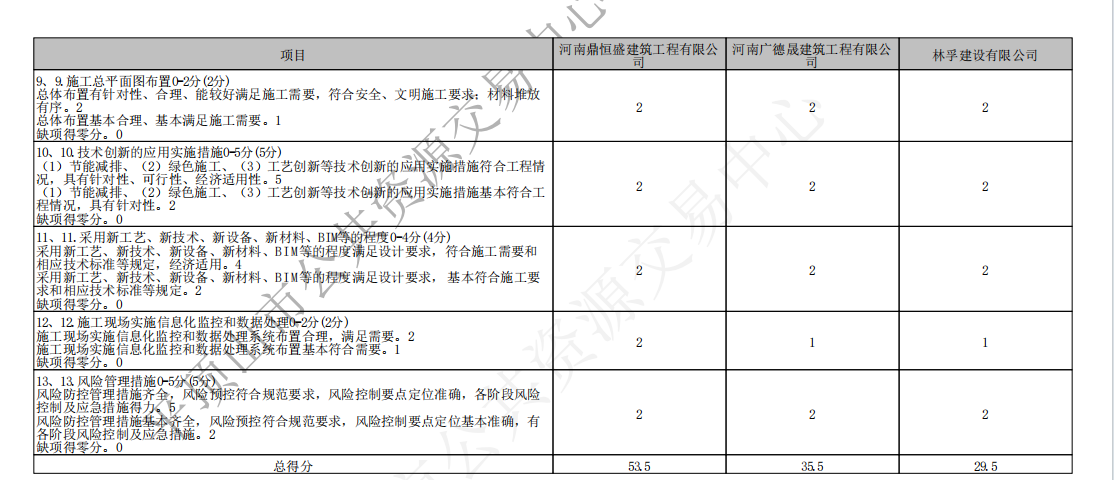 项目
河南鼎恒盛建筑工程有限公
司
河南广德晟建筑工程有限公
司
林孚建设有限公司
9、9.施工总平面图布置0-2分(2分)
总体布置有针对性、合理、能较好满足施工需要，符合安全、文明施工要求；材料堆放
有序。2
总体布置基本合理、基本满足施工需要。1
缺项得零分。0
2
2
2
10、10.技术创新的应用实施措施0-5分(5分)
（1）节能减排、（2）绿色施工、（3）工艺创新等技术创新的应用实施措施符合工程情
况，具有针对性、可行性、经济适用性。5
（1）节能减排、（2）绿色施工、（3）工艺创新等技术创新的应用实施措施基本符合工
程情况，具有针对性。2
缺项得零分。0
2
2
2
11、11.采用新工艺、新技术、新设备、新材料、BIM等的程度0-4分(4分)
采用新工艺、新技术、新设备、新材料、BIM等的程度满足设计要求，符合施工需要和
相应技术标准等规定，经济适用。4
采用新工艺、新技术、新设备、新材料、BIM等的程度满足设计要求，基本符合施工要
求和相应技术标准等规定。2
缺项得零分。0
2
2
2
12、12.施工现场实施信息化监控和数据处理0-2分(2分)
施工现场实施信息化监控和数据处理系统布置合理，满足需要。2
施工现场实施信息化监控和数据处理系统布置基本符合需要。1
缺项得零分。0
2
1
1
13、13.风险管理措施0-5分(5分)
风险防控管理措施齐全，风险预控符合规范要求，风险控制要点定位准确，各阶段风险
控制及应急措施得力。5
风险防控管理措施基本齐全，风险预控符合规范要求，风险控制要点定位基本准确，有
各阶段风险控制及应急措施。2
缺项得零分。0
2
2
2
总得分
53.5
35.5
29.5
平顶山市公共资源交易中心
市公共资源交易中心